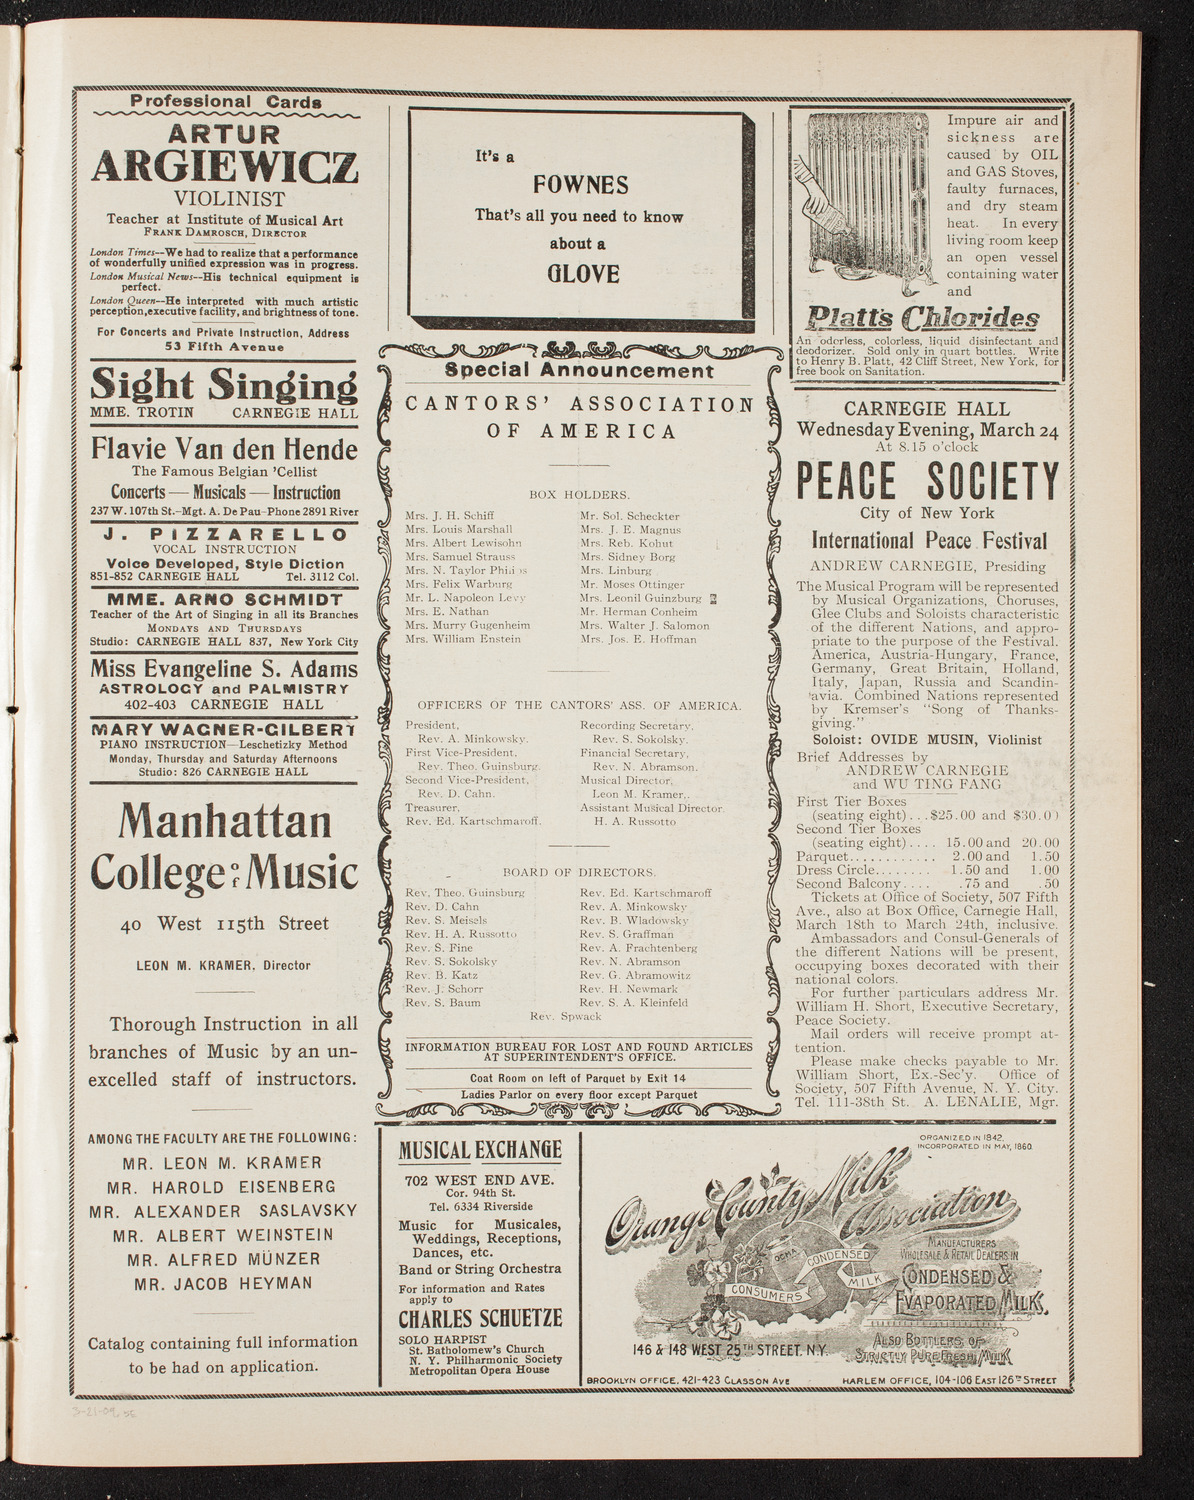 Professional Cards
ARTUR
ARGIEWICZ
VIOLINIST
Teacher at Institute of Musical Art
FRANK DAMROSCH, DIRECTOR
London Times--We had to realize that a performance
of wonderfully unified expression was in progress.
London Musical News--His technical equipment is
perfect.
London Queen--He interpreted with much artistic
perception,executive facility, and brightness of tone.
For Concerts and Private Instruction, Address
53 Fifth Avenue
Sight Singing
MME. TROTIN CARNEGIE HALL
Flavie Van den Hende
The Famous Belgian 'Cellist
Concerts — Musicals — Instruction
237 W. 107th St.-Mgt. A. De Pau-Phone 2891 River
J. PIZZARELLO
VOCAL INSTRUCTION
Voice Developed, Style Diction
851-852 CARNEGIE HALL Tel. 3112 Col.
MME. ARNO SCHMIDT
Teacher of the Art of Singing in all its Branches
MONDAYS AND THURSDAYS
Studio: CARNEGIE HALL 837, New York City
Miss Evangeline S. Adams
ASTROLOGY and PALMISTRY
402-403 CARNEGIE HALL
MARY WAGNER-GILBERT
PIANO INSTRUCTION—Leschetizky Method
Monday, Thursday and Saturday Afternoons
Studio: 826 CARNEGIE HALL
Manhattan
College of Music
40 West 115th Street
LEON M. KRAMER, Director
Thorough Instruction in all
branches of Music by an un-
excelled staff of instructors.
AMONG THE FACULTY ARE THE FOLLOWING:
MR. LEON M. KRAMER
MR. HAROLD EISENBERG
MR. ALEXANDER SASLAVSKY
MR. ALBERT WEINSTEIN
MR. ALFRED MÜNZER
MR. JACOB HEYMAN
Catalog containing full information
to be had on application.
It's a
FOWNES
That's all you need to know
about a
GLOVE
Special Announcement
CANTORS' ASSOCIATION
OF AMERICA
BOX HOLDERS.
Mrs. J. H. Schiff
Mrs. Louis Marshall
Mrs. Albert Lewisohn
Mrs. Samuel Strauss
Mrs. N. Taylor Phillips
Mrs. Felix Warburg
Mr. L. Napoleon Levy
Mrs. E. Nathan
Mrs. Murry Gugenheim
Mrs. William Enstein
Mr. Sol. Scheckter
Mrs. J. E. Magnus
Mrs. Reb. Kohut
Mrs. Sidney Borg
Mrs. Linburg
Mr. Moses Ottinger
Mrs. Leonil Guinzburg
Mr. Herman Conheim
Mrs. Walter J. Salomon
Mrs. Jos. E. Hoffman
OFFICERS OF THE CANTORS' ASS. OF AMERICA.
President,
Rev. A. Minkowsky.
First Vice-President,
Rev. Theo. Guinsburg.
Second Vice-President,
Rev. D. Cahn.
Treasurer,
Rev. Ed. Kartschmaroff.
Recording Secretary,
Rev. S. Sokolsky.
Financial Secretary,
Rev. N. Abramson.
Musical Director,
Leon M. Kramer,.
Assistant Musical Director.
H. A. Russotto
BOARD OF DIRECTORS.
Rev. Theo. Guinsburg
Rev. D. Cahn
Rev. S. Meisels
Rev. H. A. Russotto
Rev. S. Fine
Rev. S. Sokolsky
Rev. B. Katz
Rev. J. Schorr
Rev. S. Baum
Rev. Ed. Kartschmaroff
Rev. A. Minkowsky
Rev. B. Wladowsky
Rev. S. Graffman
Rev. A. Frachtenberg
Rev. N. Abramson
Rev. G. Abramowitz
Rev. H. Newmark
Rev. S. A. Kleinfeld
Rev. Spwack
INFORMATION BUREAU FOR LOST AND FOUND ARTICLES
AT SUPERINTENDENT'S OFFICE.
Coat Room on left of Parquet by Exit 14
Ladies Parlor on every floor except Parquet
Impure air and
sickness are
caused by OIL
and GAS Stoves,
faulty furnaces,
and dry steam
heat. In every
living room keep
an open vessel
containing water
and
Platt's Chlorides
An odorless, colorless, liquid disinfectant and
deodorizer. Sold only in quart bottles. Write
to Henry B. Platt, 42 Cliff Street, New York, for
free book on Sanitation.
CARNEGIE HALL
Wednesday Evening, March 24
At 8.15 o'clock
PEACE SOCIETY
City of New York
International Peace Festival
ANDREW CARNEGIE, Presiding
The Musical Program will be represented
by Musical Organizations, Choruses,
Glee Clubs and Soloists characteristic
of the different Nations, and appro-
priate to the purpose of the Festival.
America, Austria-Hungary, France,
Germany, Great Britain, Holland,
Italy, Japan, Russia and Scandin-
avia. Combined Nations represented
by Kremser's "Song of Thanks-
giving."
Soloist: OVIDE MUSIN, Violinist
Brief Addresses by
ANDREW CARNEGIE
and WU TING FANG
First Tier Boxes
(seating eight)...$25.00 and $30.00
Second Tier Boxes
(seating eight).... 15.00 and 20.00
Parquet............ 2.00 and 1.50
Dress Circle........ 1.50 and 1.00
Second Balcony.... .75 and .50
Tickets at Office of Society, 507 Fifth
Ave., also at Box Office, Carnegie Hall,
March 18th to March 24th, inclusive.
Ambassadors and Consul-Generals of
the different Nations will be present,
occupying boxes decorated with their
national colors.
For further particulars address Mr.
William H. Short, Executive Secretary,
Peace Society.
Mail orders will receive prompt at-
tention.
Please make checks payable to Mr.
William Short, Ex.-Sec'y. Office of
Society, 507 Fifth Avenue, N. Y. City.
Tel. 111-38th St. A. LENALIE, Mgr.
MUSICAL EXCHANGE
702 WEST END AVE.
Cor. 94th St.
Tel. 6334 Riverside
Music for Musicales,
Weddings, Receptions,
Dances, etc.
Band or String Orchestra
For information and Rates
apply to
CHARLES SCHUETZE
SOLO HARPIST
St. Batholomew's Church
N. Y. Philharmonic Society
Metropolitan Opera House
ORGANIZED IN 1842,
INCORPORATED IN MAY, 1860.
Orange County Milk
Association
MANUFACTURERS
WHOLESALE & RETAIL DEALERS IN
CONDENSED &
EVAPORATED MILK.
ALSO BOTTLERS OF
STRICTLY PURE FRESH MILK
OCMA
CONDENSED
MILK
CONSUMERS
146 & 148 WEST 25TH STREET, N.Y.
BROOKLYN OFFICE, 421-423 CLASSON AVE
HARLEM OFFICE, 104-106 EAST 126TH STREET
3-21-09